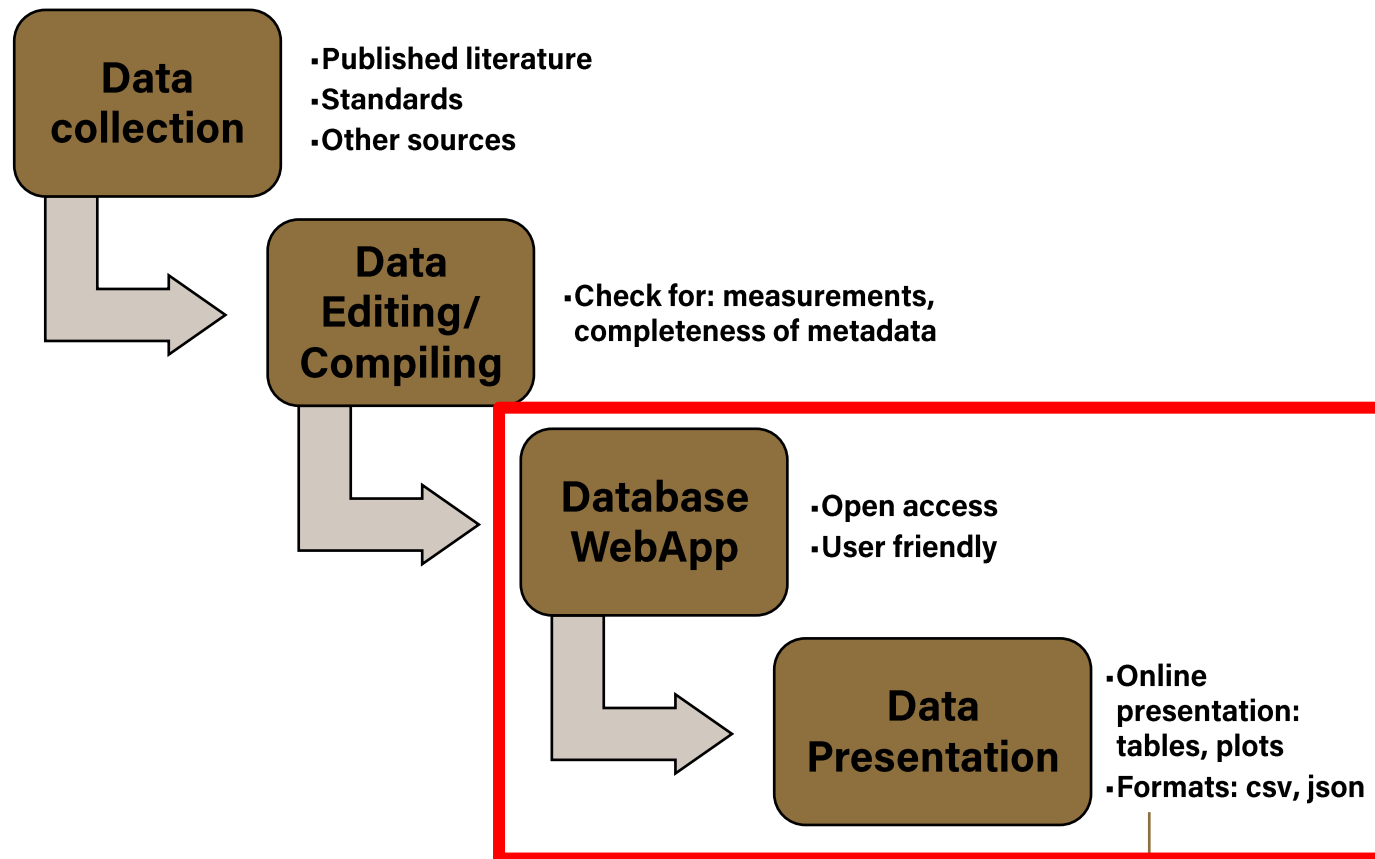 Data
collection
▪Published literature
▪Standards
▪Other sources
Data
Editing/
Compiling
▪Check for: measurements,
completeness of metadata
Database
WebApp
▪Open access
▪User friendly
Data
Presentation
▪Online
presentation:
tables, plots
▪Formats: csv, json